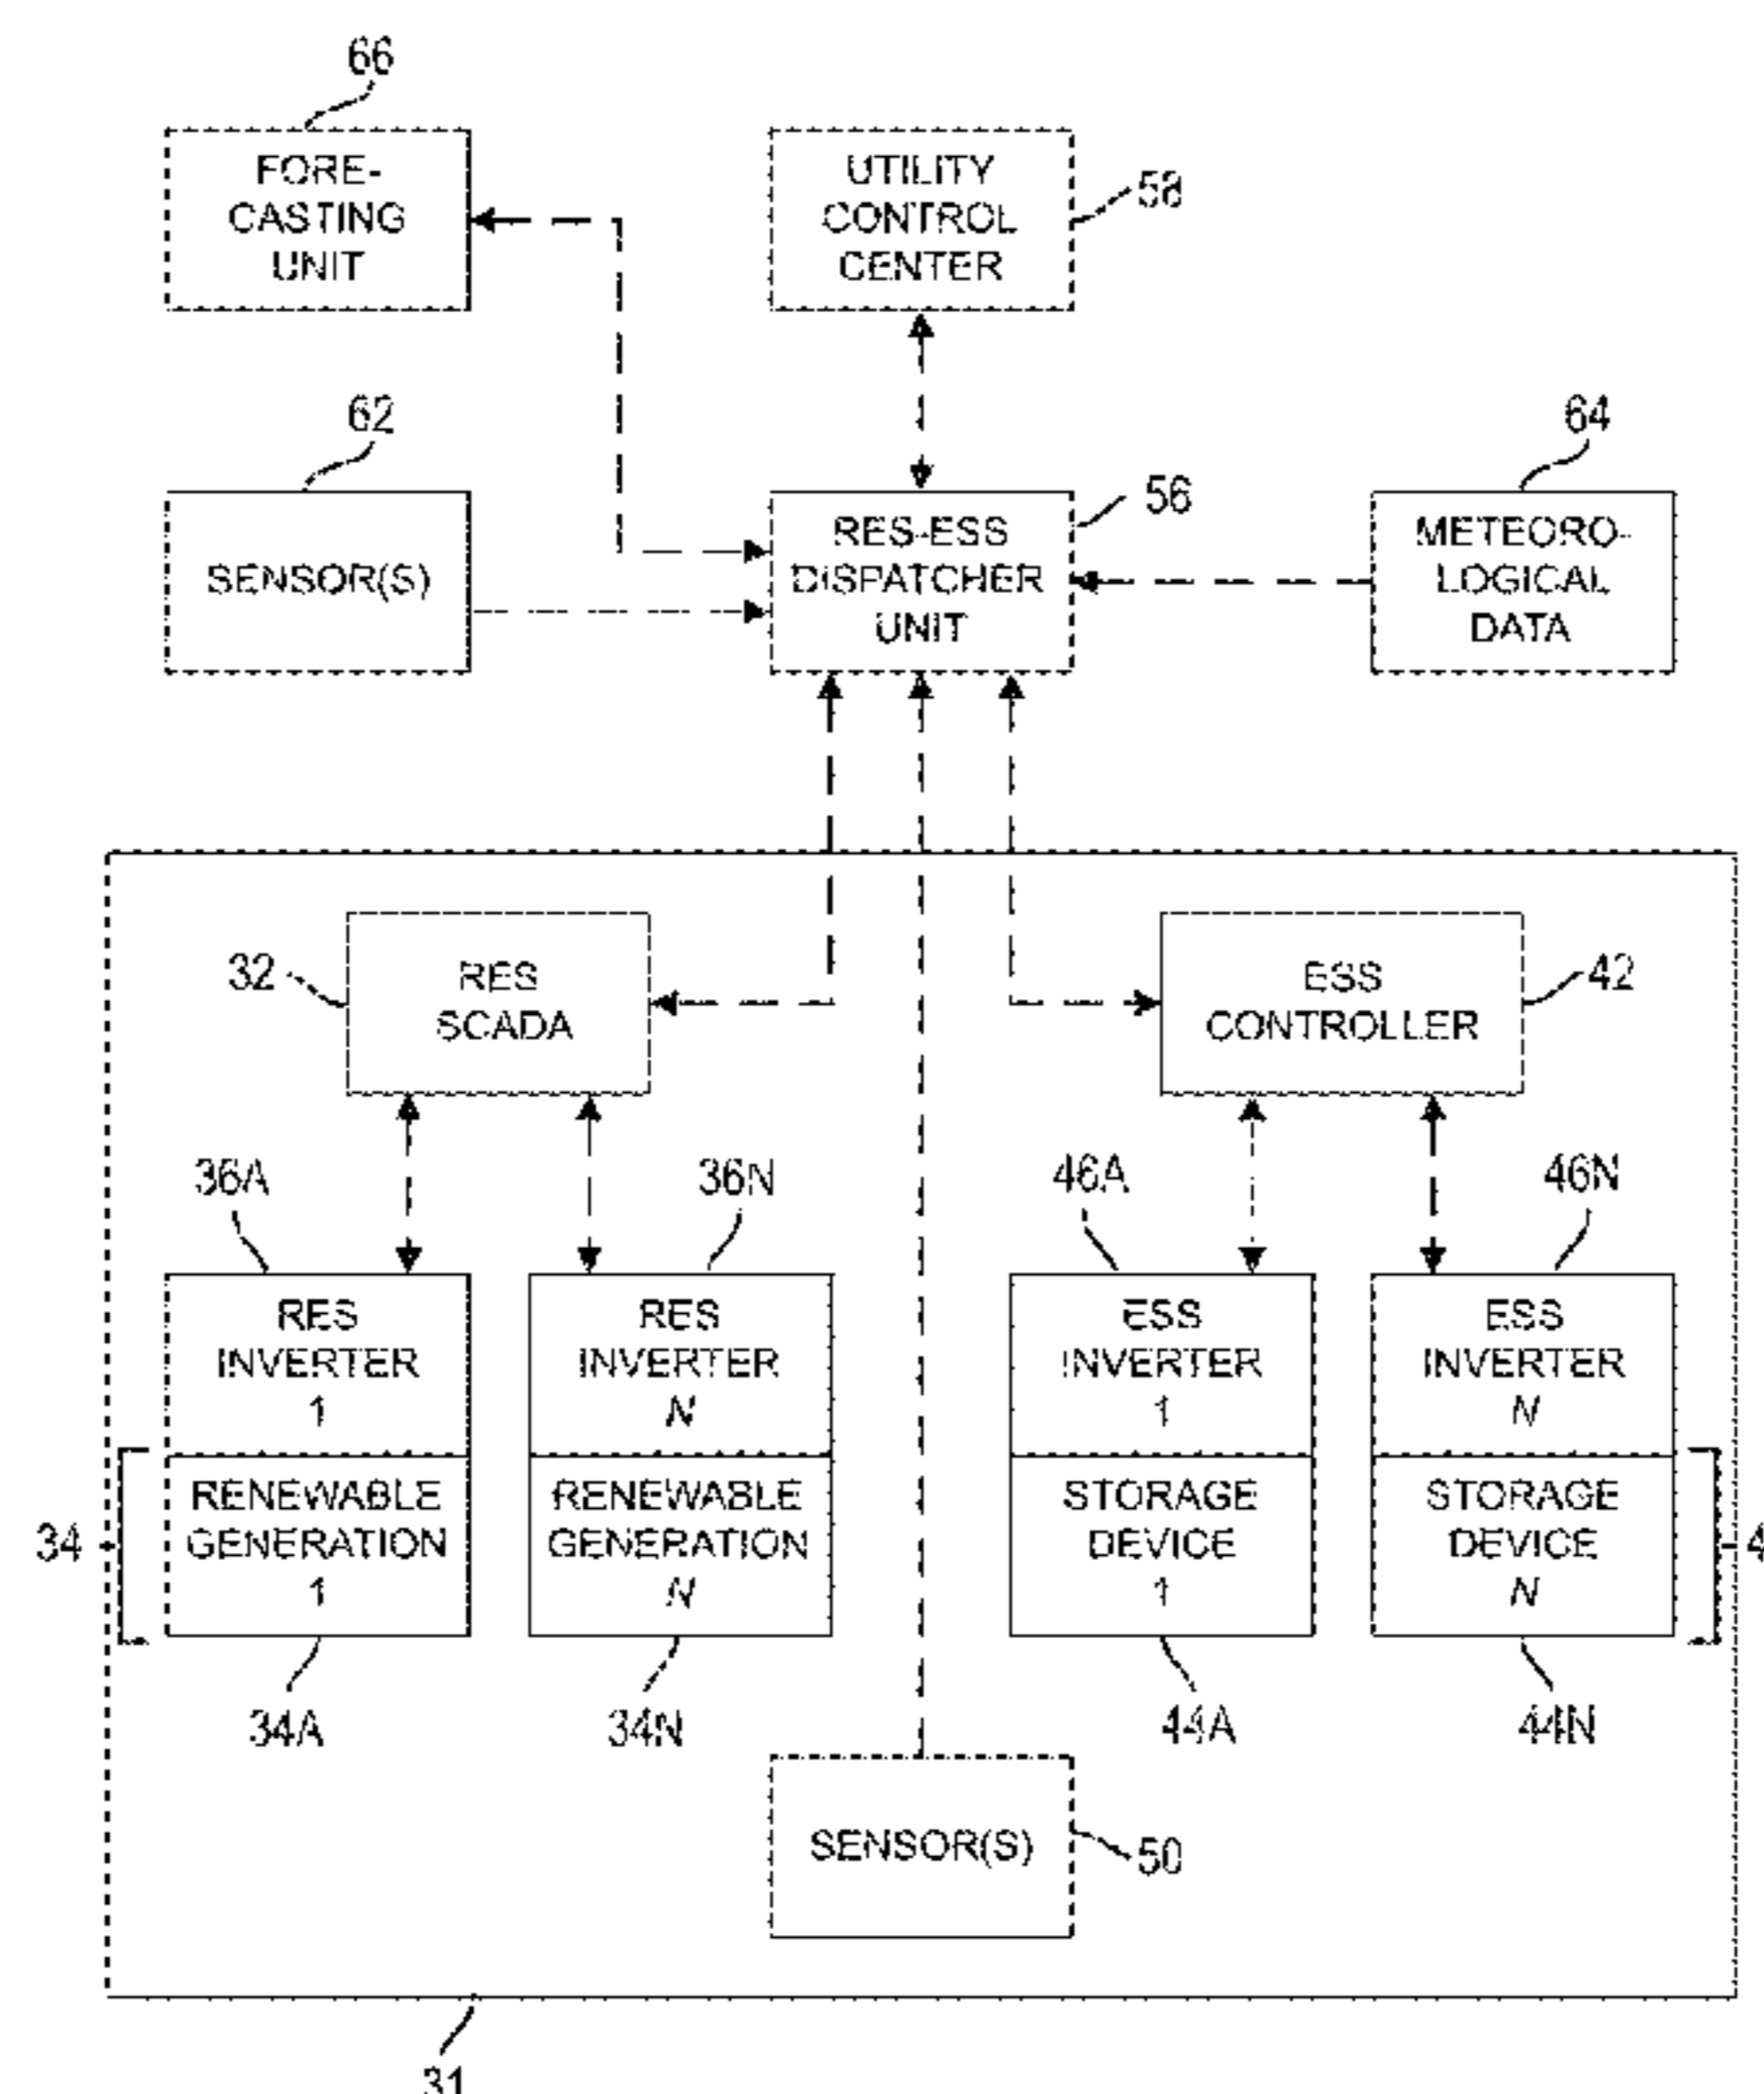 66
FORE-
CASTING
UNIT
UTILITY
CONTROL
CENTER
58
62
SENSOR(S)
RES-ESS
DISPATCHER
UNIT
56
64
METEORO-
LOGICAL
DATA
32
RES
SCADA
ESS
CONTROLLER
42
36A
36N
46A
46N
RES
INVERTER
1
RES
INVERTER
N
ESS
INVERTER
1
ESS
INVERTER
N
34
RENEWABLE
GENERATION
1
RENEWABLE
GENERATION
N
STORAGE
DEVICE
1
STORAGE
DEVICE
N
34A
34N
44A
44N
SENSOR(S)
50
31